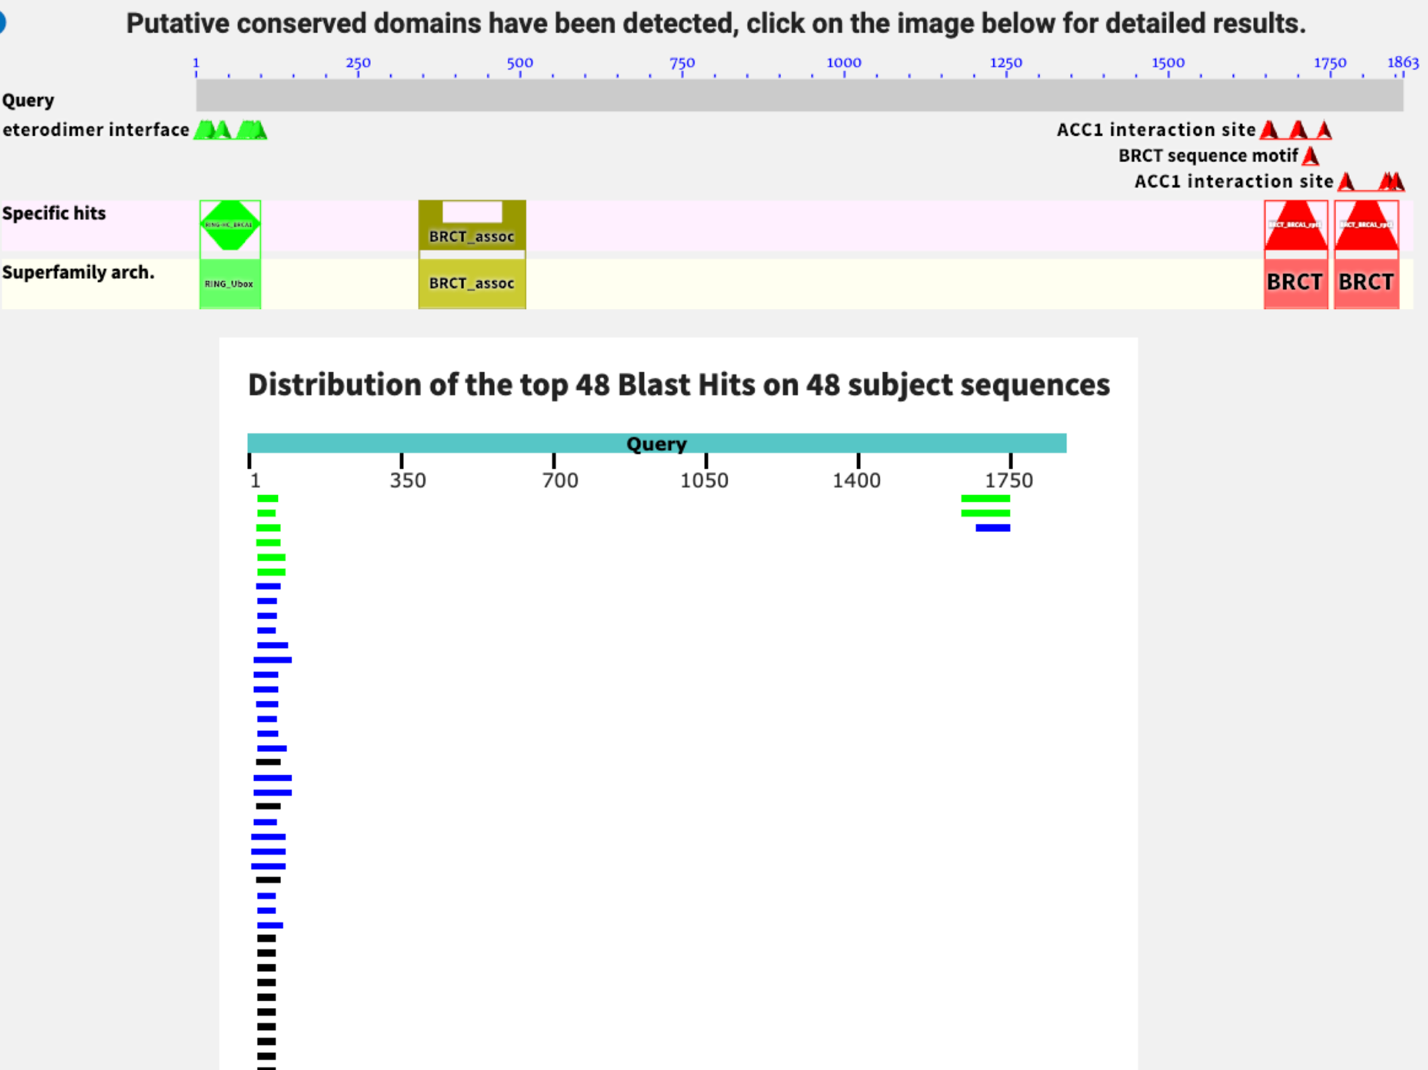 Putative conserved domains have been detected, click on the image below for detailed results.
1 250 500 750 1000 1250 1500 1750 1863
Query
eterodimer interface
ACC1 interaction site
BRCT sequence motif
ACC1 interaction site
Specific hits
BRCT_assoc
Superfamily arch.
RING_Ubox BRCT_assoc BRCT BRCT
Distribution of the top 48 Blast Hits on 48 subject sequences
Query
1 350 700 1050 1400 1750